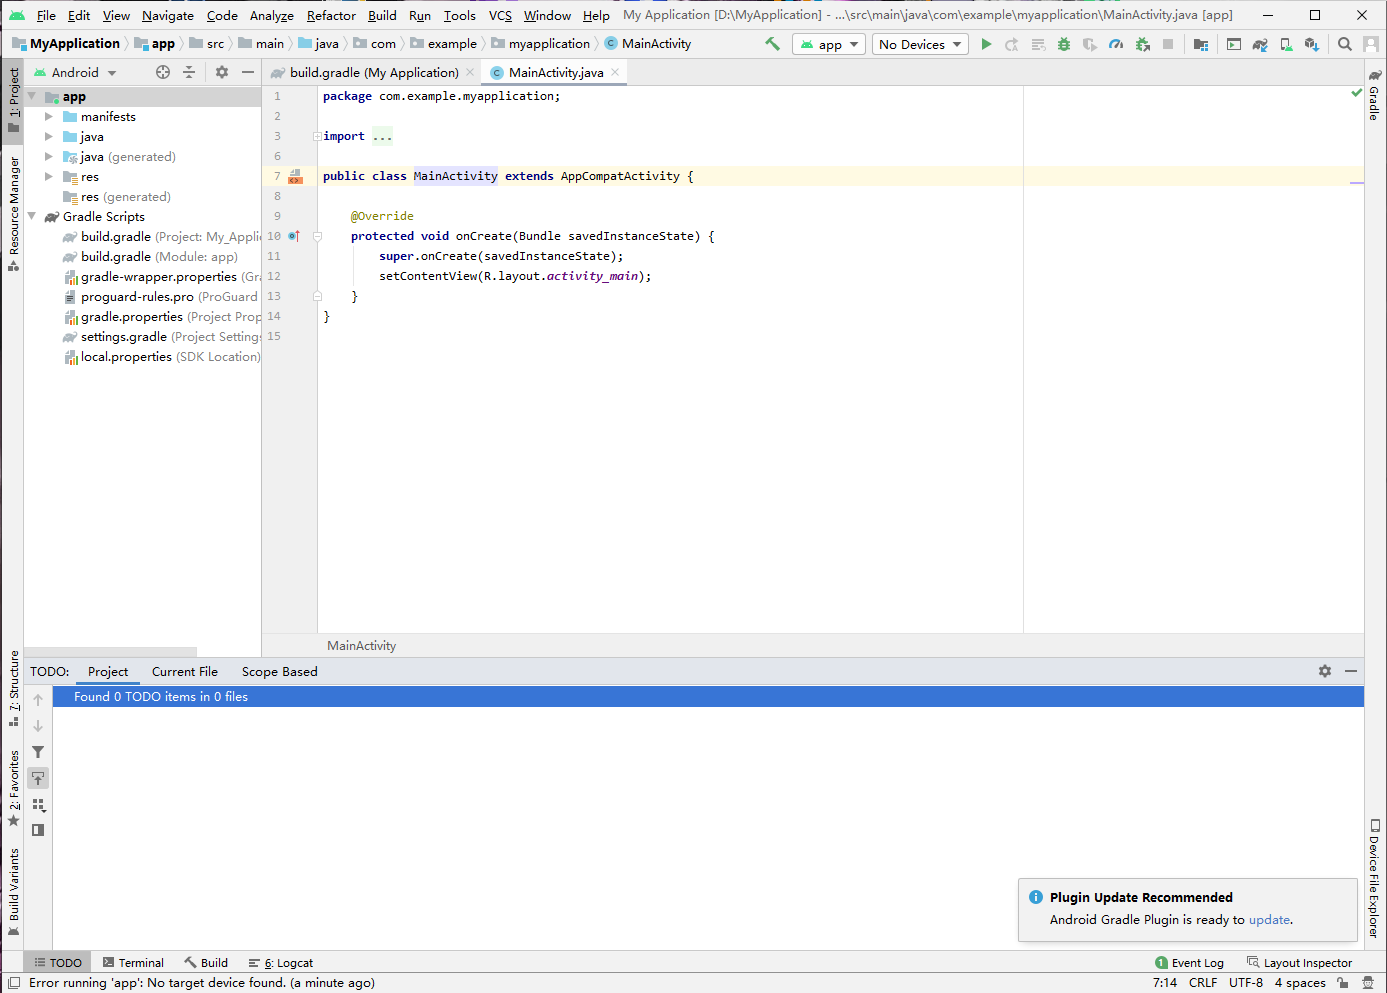 File Edit View Navigate Code Analyze Refactor Build Run Tools VCS Window Help My Application [D:\MyApplication] - ...\src\main\java\com\example\myapplication\MainActivity.java [app]
MyApplication app src main java com example myapplication MainActivity app No Devices
Android
build.gradle (My Application)
MainActivity.java
1: Project
Resource Manager
7: Structure
2: Favorites
Build Variants
app
manifests
java
java (generated)
res
res (generated)
Gradle Scripts
build.gradle (Project: My_Appli
build.gradle (Module: app)
gradle-wrapper.properties (Gra
proguard-rules.pro (ProGuard
gradle.properties (Project Prop
settings.gradle (Project Setting
local.properties (SDK Location)
1 package com.example.myapplication;
2
3 import ...
6
7 public class MainActivity extends AppCompatActivity {
8
9 @Override
10 protected void onCreate(Bundle savedInstanceState) {
11 super.onCreate(savedInstanceState);
12 setContentView(R.layout.activity_main);
13 }
14 }
15
MainActivity
Gradle
Device File Explorer
TODO: Project Current File Scope Based
Found 0 TODO items in 0 files
Plugin Update Recommended
Android Gradle Plugin is ready to update.
TODO Terminal Build 6: Logcat 1 Event Log Layout Inspector
Error running 'app': No target device found. (a minute ago) 7:14 CRLF UTF-8 4 spaces